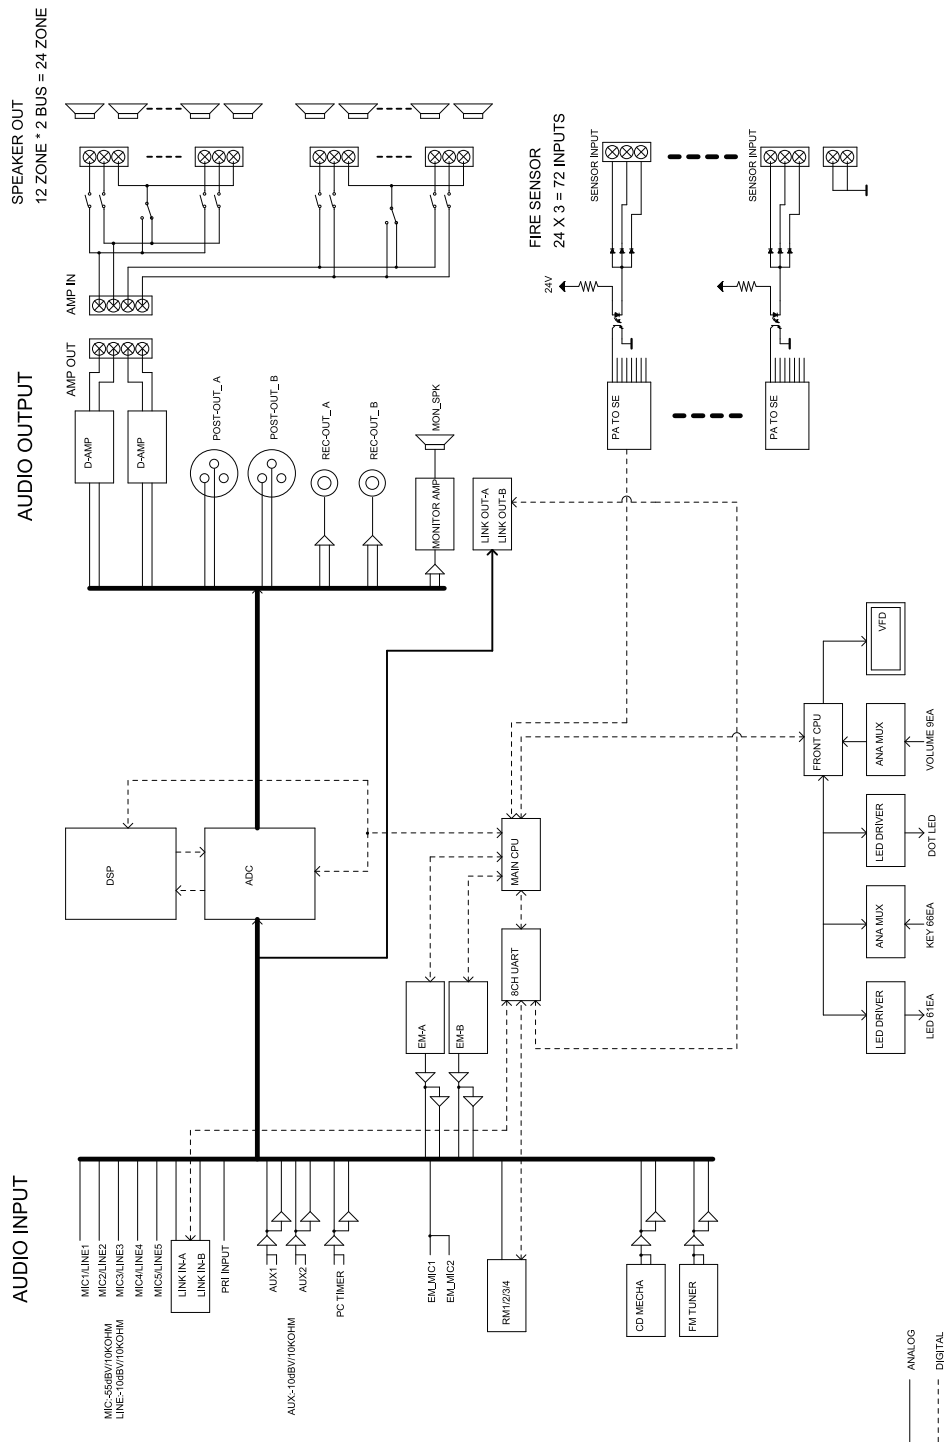 AUDIO INPUT
MIC1/LINE1
MIC2/LINE2
MIC3/LINE3
MIC4/LINE4
MIC5/LINE5
MIC:-55dBV/10KOHM
LINE:-10dBV/10KOHM
LINK IN-A
LINK IN-B
PRI INPUT
AUX1
AUX2
AUX:-10dBV/10KOHM
PC TIMER
EM_MIC1
EM_MIC2
RM1/2/3/4
CD MECHA
FM TUNER
EM-A
EM-B
8CH UART
MAIN CPU
DSP
ADC
AUDIO OUTPUT
D-AMP
D-AMP
AMP OUT
AMP IN
POST-OUT_ A
POST-OUT_ B
REC-OUT_ A
REC-OUT_ B
MONITOR AMP
MON_SPK
LINK OUT-A
LINK OUT-B
SPEAKER OUT
12 ZONE * 2 BUS = 24 ZONE
FIRE SENSOR
24 X 3 = 72 INPUTS
SENSOR INPUT
SENSOR INPUT
24V
PA TO SE
PA TO SE
FRONT CPU
VFD
LED DRIVER
ANA MUX
LED DRIVER
ANA MUX
LED 61EA
KEY 66EA
DOT LED
VOLUME 9EA
ANALOG
DIGITAL